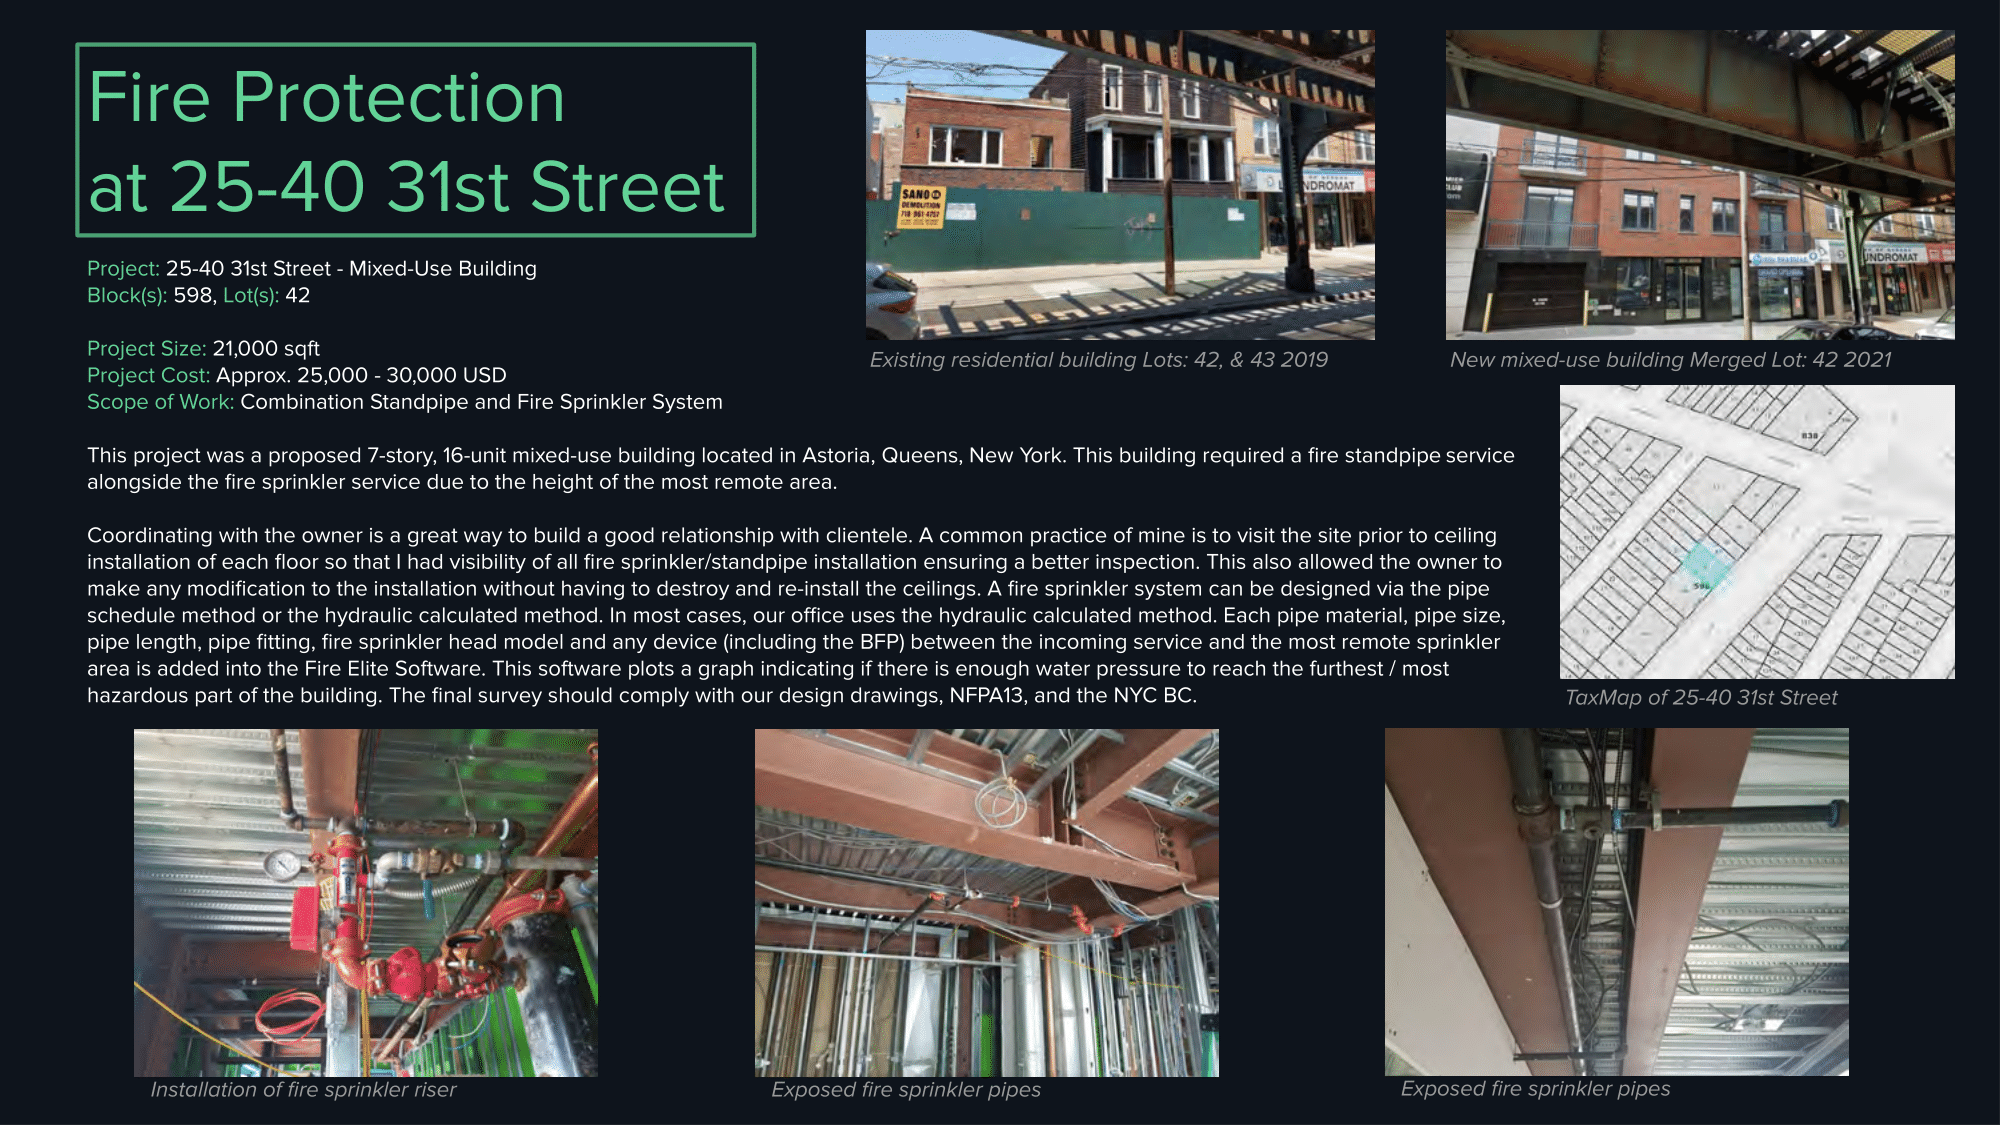 Fire Protection
at 25-40 31st Street
Project: 25-40 31st Street - Mixed-Use Building
Block(s): 598, Lot(s): 42
Project Size: 21,000 sqft
Project Cost: Approx. 25,000 - 30,000 USD
Scope of Work: Combination Standpipe and Fire Sprinkler System
SANO
DEMOLITION
718-961-4757
NDROMAT
Existing residential building Lots: 42, & 43 2019
UNDROMAT
New mixed-use building Merged Lot: 42 2021
This project was a proposed 7-story, 16-unit mixed-use building located in Astoria, Queens, New York. This building required a fire standpipe service
alongside the fire sprinkler service due to the height of the most remote area.
Coordinating with the owner is a great way to build a good relationship with clientele. A common practice of mine is to visit the site prior to ceiling
installation of each floor so that I had visibility of all fire sprinkler/standpipe installation ensuring a better inspection. This also allowed the owner to
make any modification to the installation without having to destroy and re-install the ceilings. A fire sprinkler system can be designed via the pipe
schedule method or the hydraulic calculated method. In most cases, our office uses the hydraulic calculated method. Each pipe material, pipe size,
pipe length, pipe fitting, fire sprinkler head model and any device (including the BFP) between the incoming service and the most remote sprinkler
area is added into the Fire Elite Software. This software plots a graph indicating if there is enough water pressure to reach the furthest / most
hazardous part of the building. The final survey should comply with our design drawings, NFPA13, and the NYC BC.
838
598
TaxMap of 25-40 31st Street
Installation of fire sprinkler riser
Exposed fire sprinkler pipes
Exposed fire sprinkler pipes